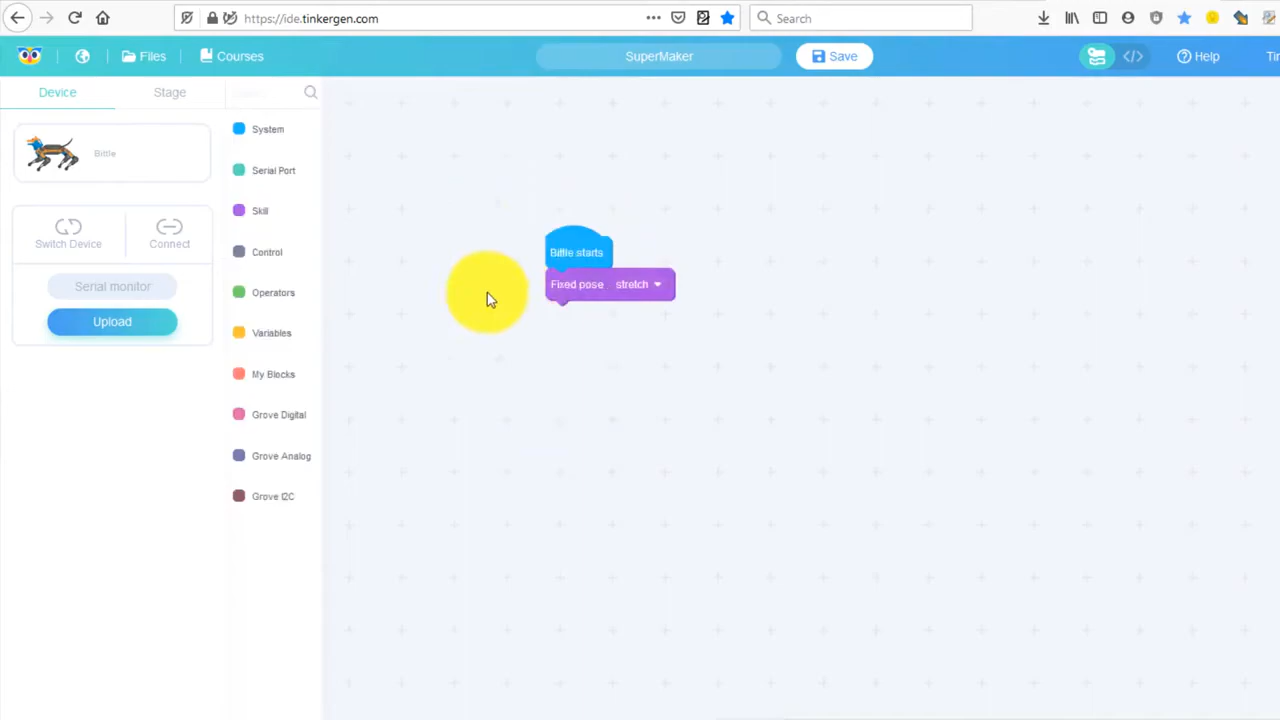 https://ide.tinkergen.com
Search
Files
Courses
SuperMaker
Save
Help
Device
Stage
Bittle
Switch Device
Connect
Serial monitor
Upload
System
Serial Port
Skill
Control
Operators
Variables
My Blocks
Grove Digital
Grove Analog
Grove I2C
Bittle starts
Fixed pose stretch